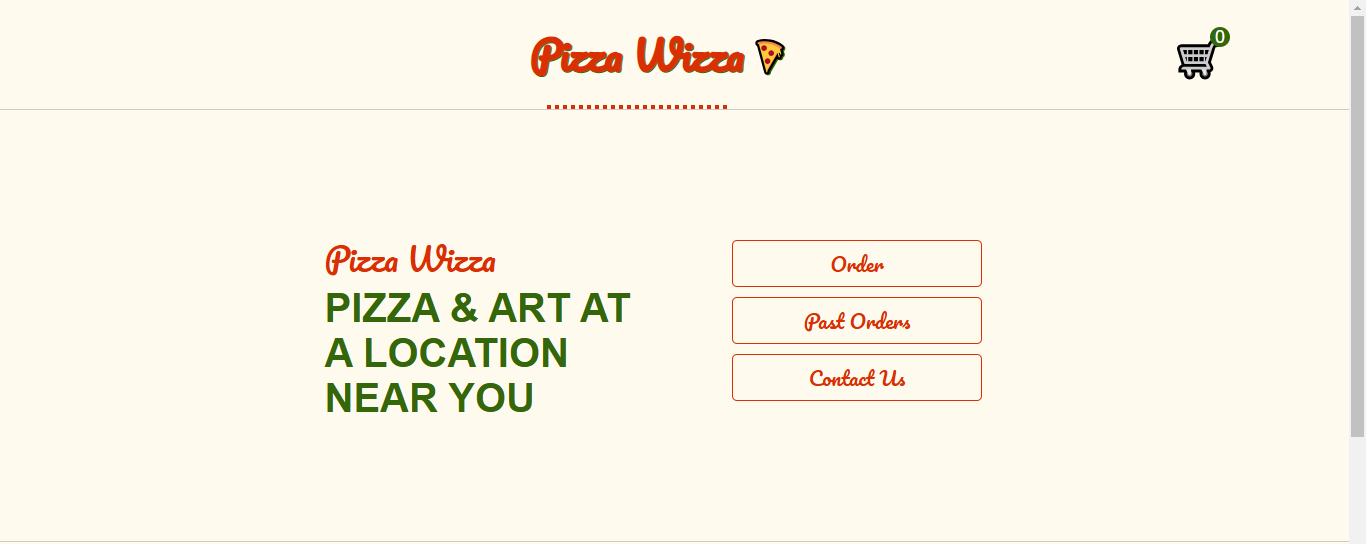 Pizza Wizza
0
Pizza Wizza
PIZZA & ART AT
A LOCATION
NEAR YOU
Order
Past Orders
Contact Us